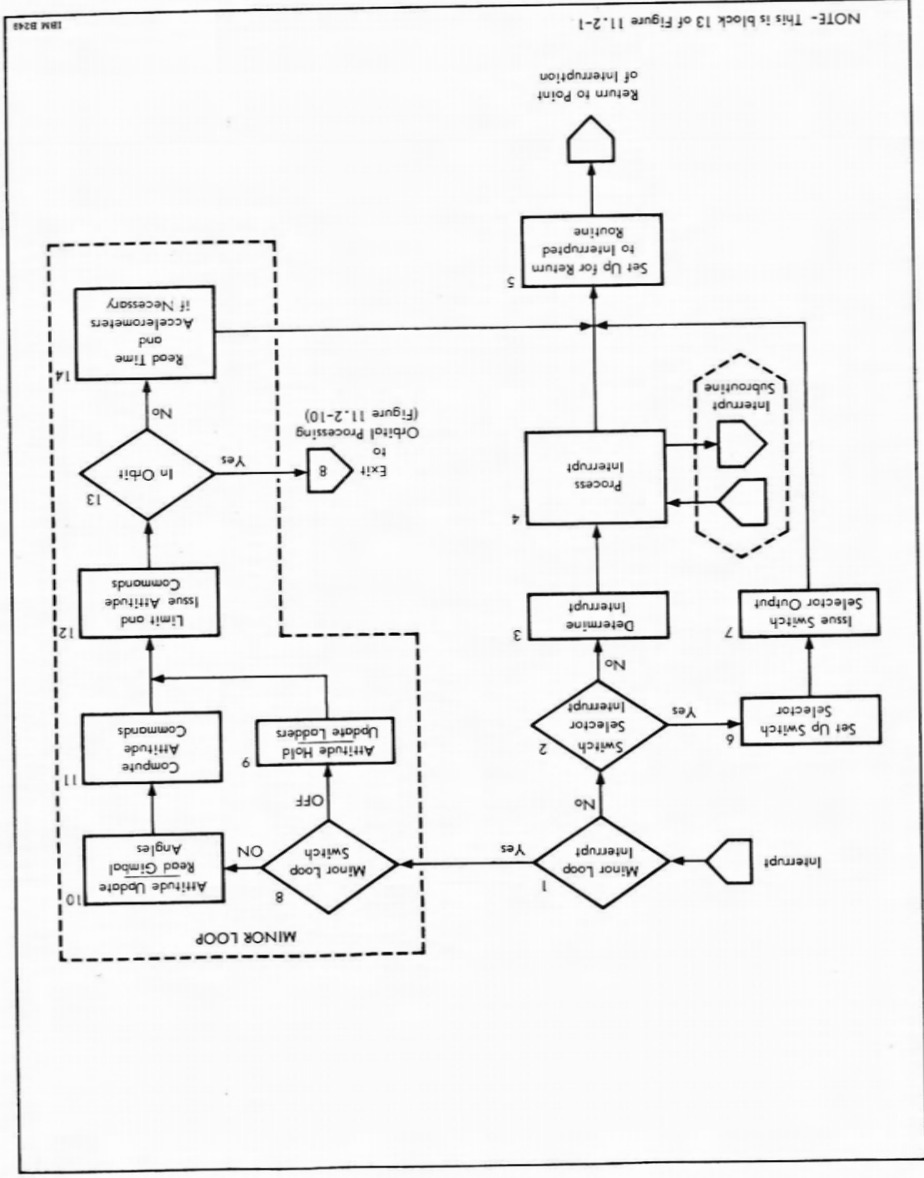 MINOR LOOP
Interrupt
1
Minor Loop
Interrupt
Yes
No
8
Minor Loop
Switch
ON
OFF
10
Attitude Update
Read Gimbal
Angles
2
Switch
Selector
Interrupt
Yes
No
6
Set Up Switch
Selector
9
Attitude Hold
Update Ladders
11
Compute
Attitude
Commands
7
Issue Switch
Selector Output
3
Determine
Interrupt
12
Limit and
Issue Attitude
Commands
4
Process
Interrupt
Interrupt
Subroutine
13
In Orbit
Yes
No
8
Exit
to
Orbital Processing
(Figure 11.2-10)
14
Read Time
and
Accelerometers
if Necessary
5
Set Up for Return
to Interrupted
Routine
Return to Point
of Interruption
NOTE- This is block 13 of Figure 11.2-1
IBM B249